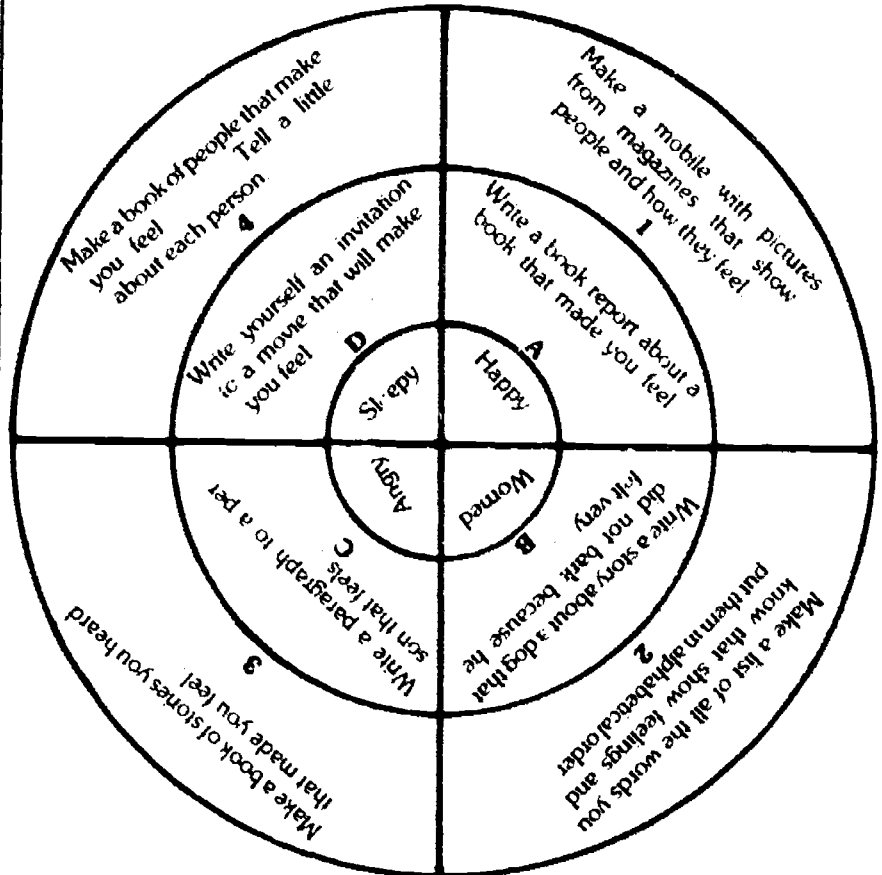 Make a mobile with pictures
from magazines that show
people and how they feel.
1
Write a book report about a
book that made you feel
A
Happy
Make a list of all the words you
know that show feelings and
put them in alphabetical order
2
Write a story about a dog that
did not bark because he
felt very
B
Worried
Make a book of stories you heard
that made you feel
3
Write a paragraph to a per
son that feels
C
Angry
Make a book of people that make
you feel Tell a little
about each person
4
Write yourself an invitation
to a movie that will make
you feel
D
Sleepy